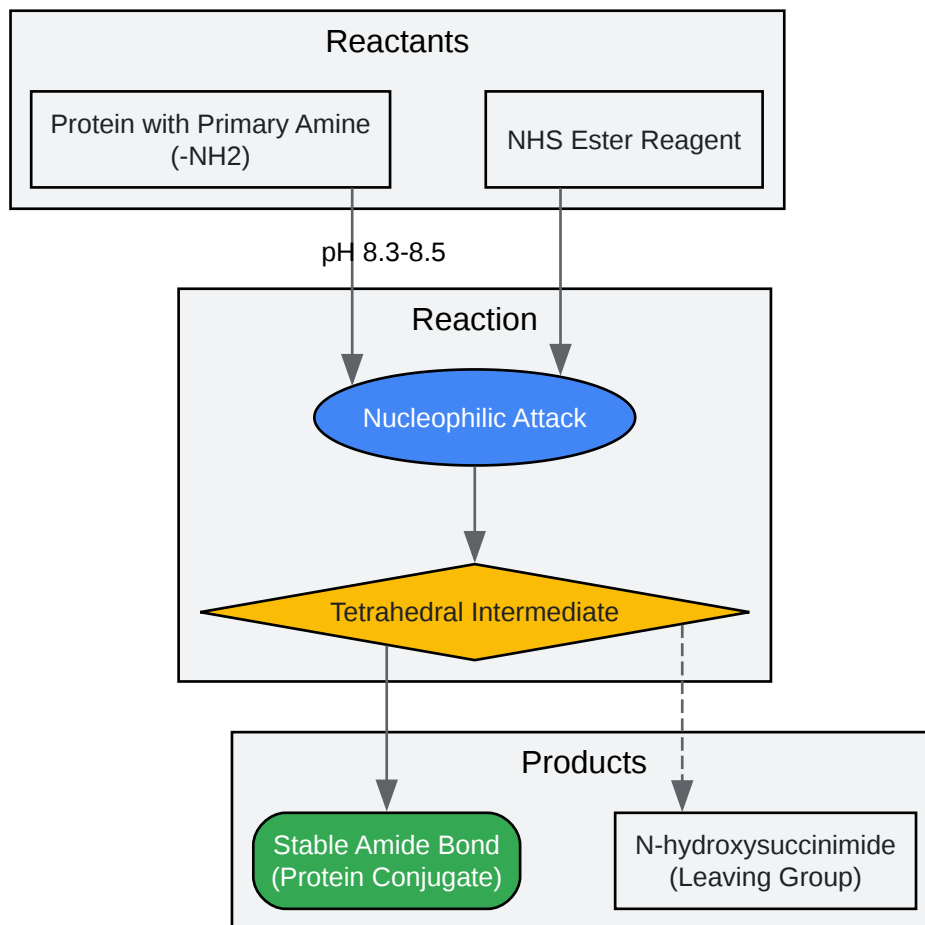 Reactants
Protein with Primary Amine
(-NH2)
NHS Ester Reagent
pH 8.3-8.5
Reaction
Nucleophilic Attack
Tetrahedral Intermediate
Products
Stable Amide Bond
(Protein Conjugate)
N-hydroxysuccinimide
(Leaving Group)